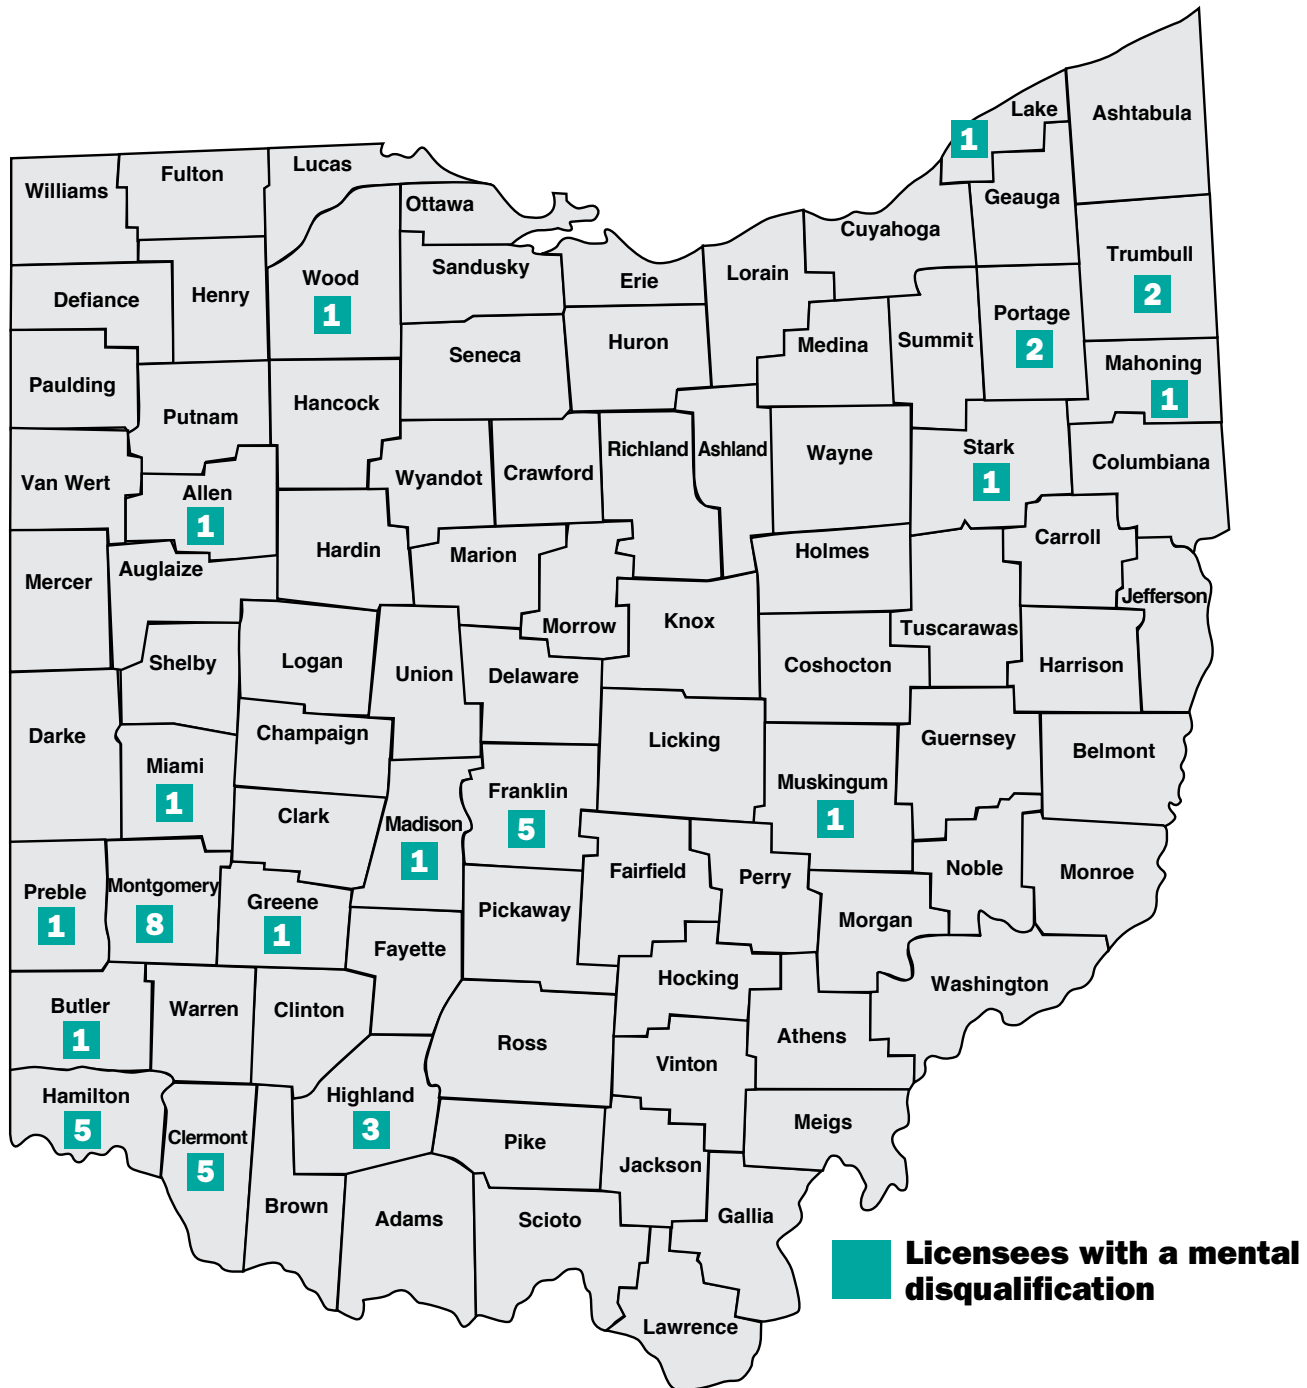 Lake
1
Ashtabula
Williams
Fulton
Lucas
Ottawa
Geauga
Cuyahoga
Trumbull
2
Defiance
Henry
Wood
1
Sandusky
Erie
Lorain
Portage
2
Paulding
Putnam
Hancock
Seneca
Huron
Medina
Summit
Mahoning
1
Van Wert
Allen
1
Wyandot
Crawford
Richland
Ashland
Wayne
Stark
1
Columbiana
Mercer
Auglaize
Hardin
Marion
Morrow
Knox
Holmes
Tuscarawas
Carroll
Jefferson
Shelby
Logan
Union
Delaware
Coshocton
Harrison
Darke
Miami
1
Champaign
Clark
Madison
1
Franklin
5
Licking
Muskingum
1
Guernsey
Belmont
Preble
1
Montgomery
8
Greene
1
Fayette
Pickaway
Fairfield
Perry
Morgan
Noble
Monroe
Butler
1
Warren
Clinton
Ross
Hocking
Vinton
Athens
Washington
Hamilton
5
Clermont
5
Highland
3
Pike
Jackson
Meigs
Brown
Adams
Scioto
Gallia
Lawrence
Licensees with a mental
disqualification